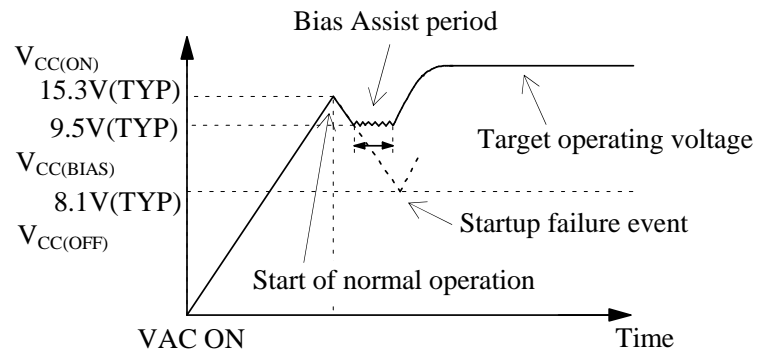 Bias Assist period
VCC(ON)
15.3V(TYP)
9.5V(TYP)
Target operating voltage
VCC(BIAS)
8.1V(TYP)
Startup failure event
VCC(OFF)
Start of normal operation
VAC ON
Time